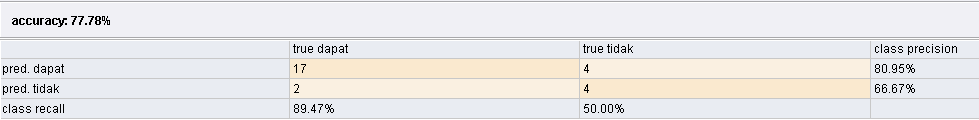 accuracy: 77.78%
true dapat true tidak class precision
pred. dapat 17 4 80.95%
pred. tidak 2 4 66.67%
class recall 89.47% 50.00%